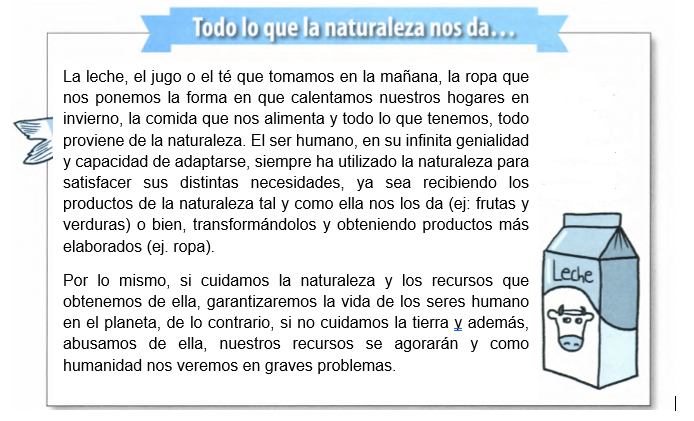 Todo lo que la naturaleza nos da...
La leche, el jugo o el té que tomamos en la mañana, la ropa que
nos ponemos la forma en que calentamos nuestros hogares en
invierno, la comida que nos alimenta y todo lo que tenemos, todo
proviene de la naturaleza. El ser humano, en su infinita genialidad
y capacidad de adaptarse, siempre ha utilizado la naturaleza para
satisfacer sus distintas necesidades, ya sea recibiendo los
productos de la naturaleza tal y como ella nos los da (ej: frutas y
verduras) o bien, transformándolos y obteniendo productos más
elaborados (ej. ropa).
Por lo mismo, si cuidamos la naturaleza y los recursos que
obtenemos de ella, garantizaremos la vida de los seres humano
en el planeta, de lo contrario, si no cuidamos la tierra y además,
abusamos de ella, nuestros recursos se agorarán y como
humanidad nos veremos en graves problemas.
Leche